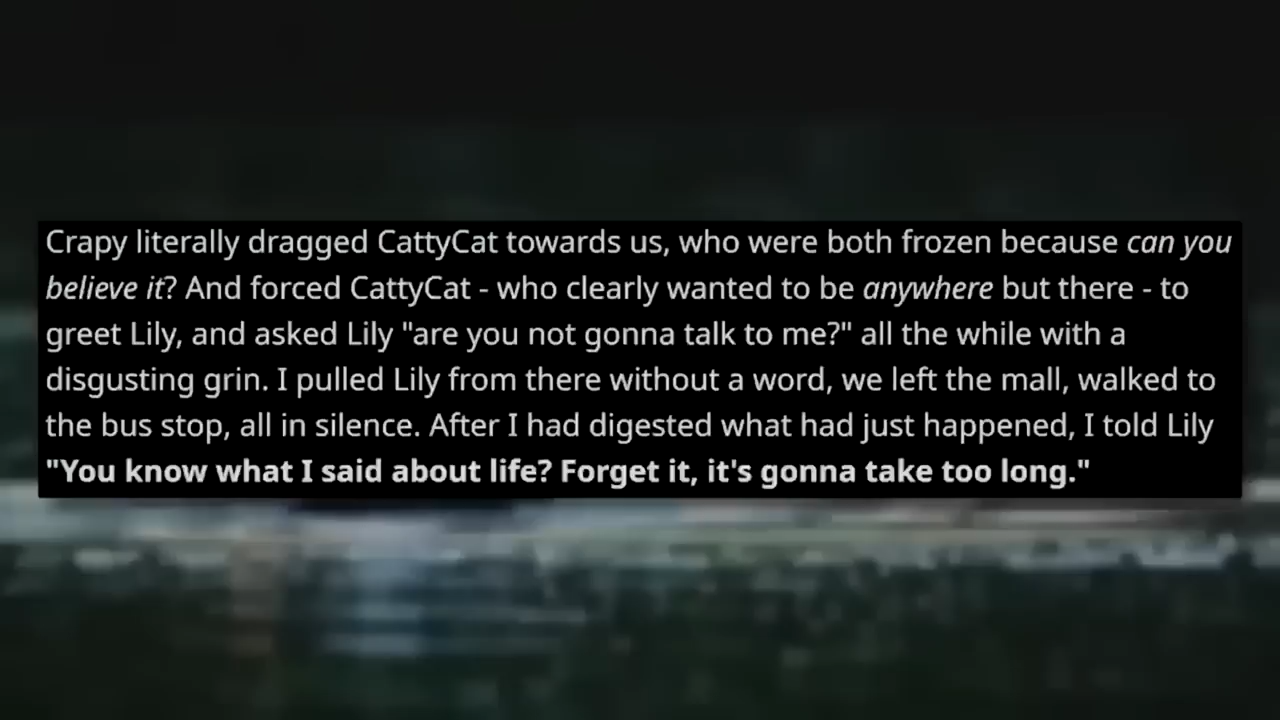 Crapy literally dragged CattyCat towards us, who were both frozen because can you
believe it? And forced CattyCat - who clearly wanted to be anywhere but there - to
greet Lily, and asked Lily "are you not gonna talk to me?" all the while with a
disgusting grin. I pulled Lily from there without a word, we left the mall, walked to
the bus stop, all in silence. After I had digested what had just happened, I told Lily
"You know what I said about life? Forget it, it's gonna take too long."